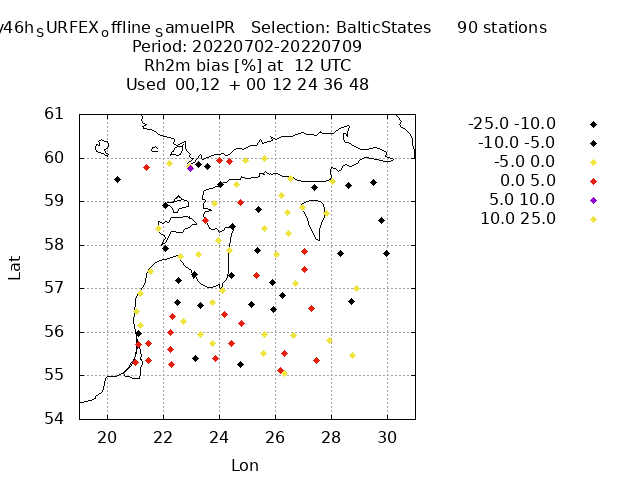 y46hsURFEXoffline samuelPR Selection: BalticStates 90 stations
Period: 20220702-20220709
Rh2m bias [%] at 12 UTC
Used 00,12 + 00 12 24 36 48
-25.0 -10.0
-10.0 -5.0
-5.0 0.0
0.0 5.0
5.0 10.0
10.0 25.0
61
60
59
58
57
56
55
54
Lat
20 22 24 26 28 30
Lon